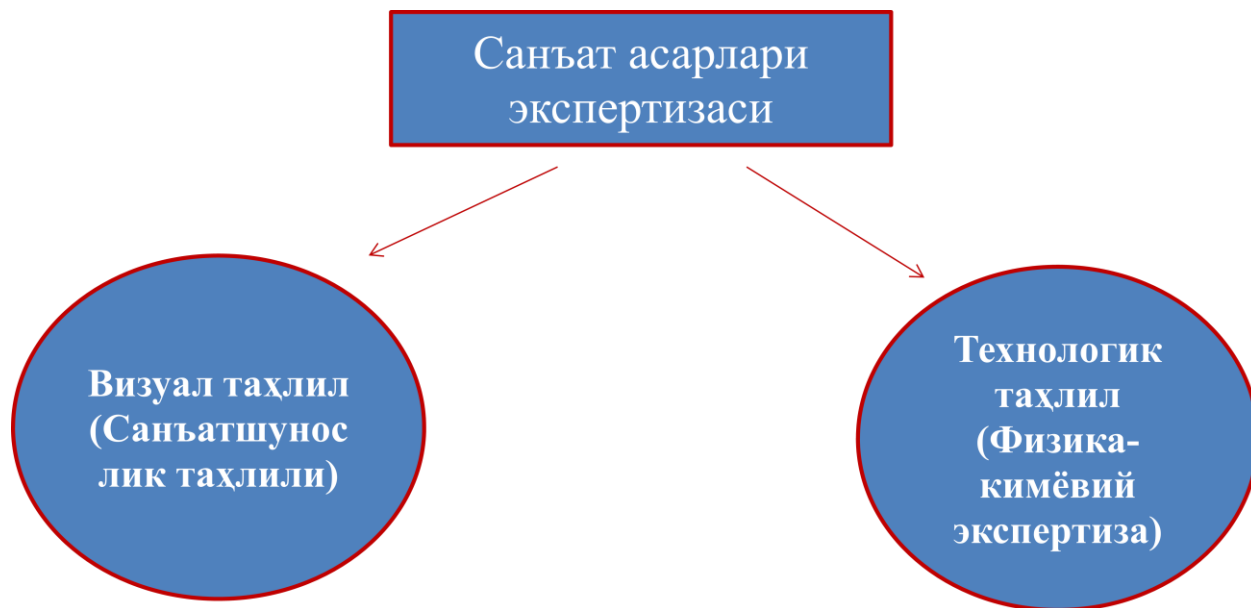 Санъат асарлари
экспертизаси
Визуал таҳлил
(Санъатшунос
лик таҳлили)
Технологик
таҳлил
(Физика-
кимёвий
экспертиза)